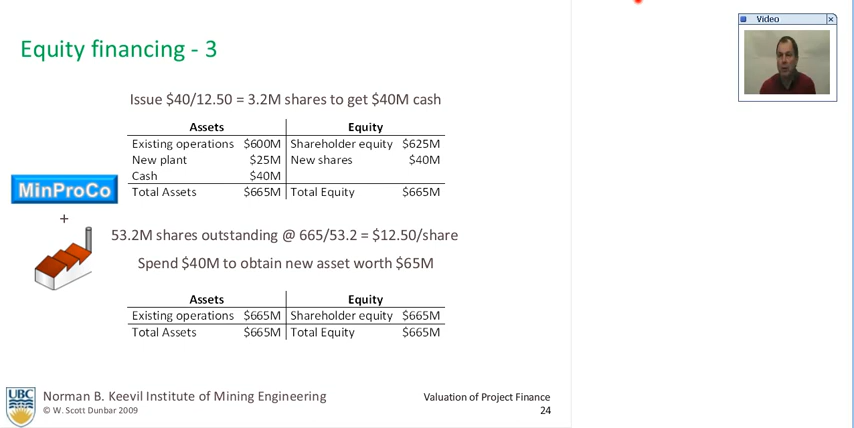 Video
Equity financing - 3
Issue $40/12.50 = 3.2M shares to get $40M cash
Assets Equity
Existing operations $600M Shareholder equity $625M
New plant $25M New shares $40M
Cash $40M
Total Assets $665M Total Equity $665M
MinProCo
+
53.2M shares outstanding @ 665/53.2 = $12.50/share
Spend $40M to obtain new asset worth $65M
Assets Equity
Existing operations $665M Shareholder equity $665M
Total Assets $665M Total Equity $665M
UBC
Norman B. Keevil Institute of Mining Engineering
© W. Scott Dunbar 2009
Valuation of Project Finance
24